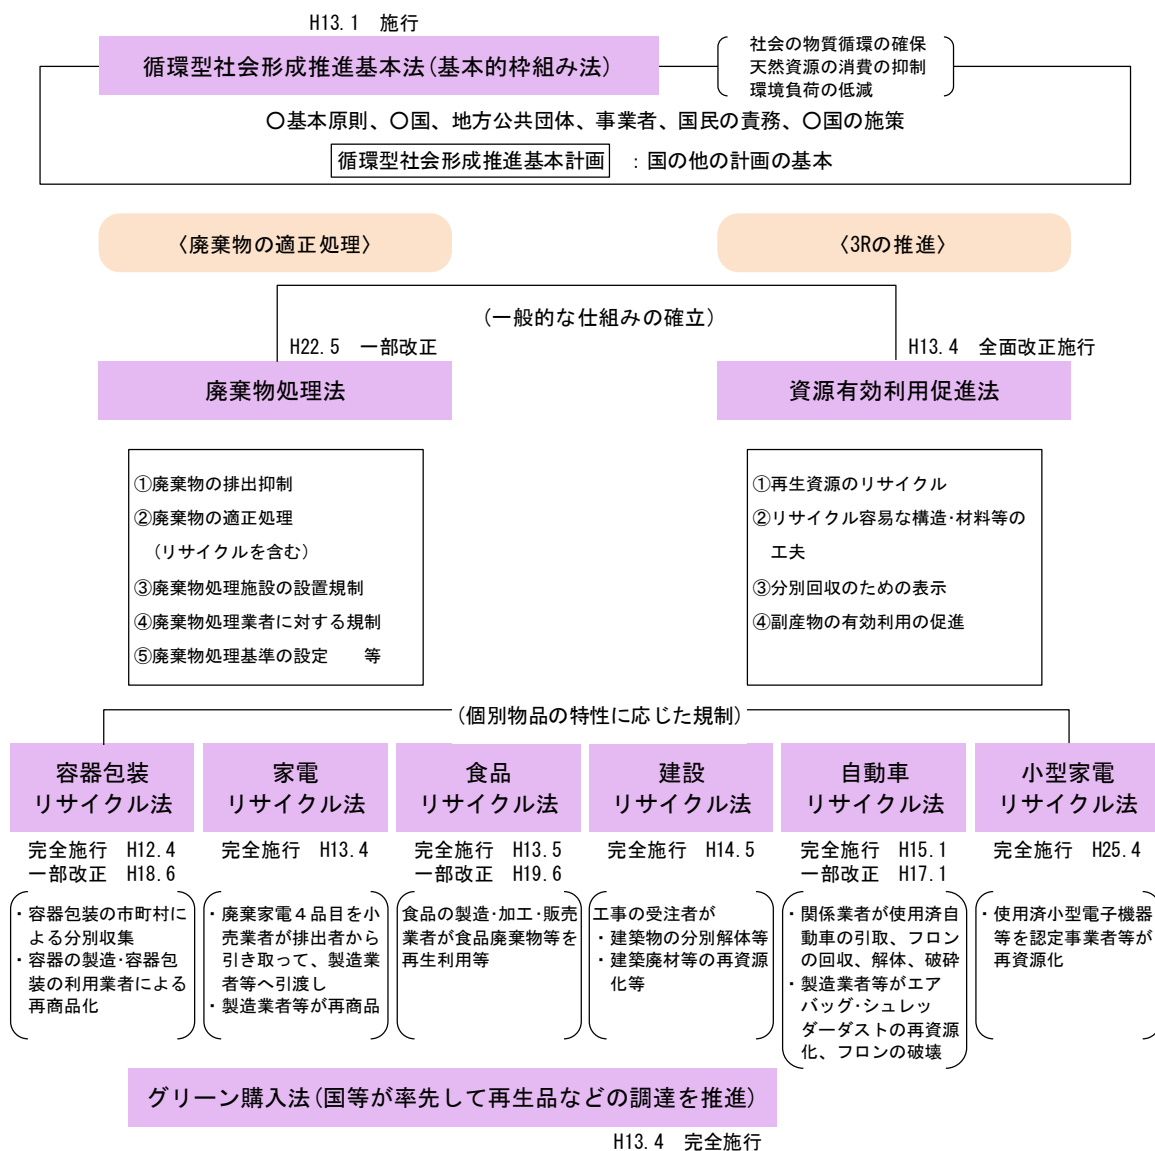 H13.1 施行
循環型社会形成推進基本法(基本的枠組み法)
社会の物質循環の確保
天然資源の消費の抑制
環境負荷の低減
○基本原則、○国、地方公共団体、事業者、国民の責務、○国の施策
循環型社会形成推進基本計画 :国の他の計画の基本
〈廃棄物の適正処理〉
〈3Rの推進〉
(一般的な仕組みの確立)
H22.5 一部改正
H13.4 全面改正施行
廃棄物処理法
資源有効利用促進法
①廃棄物の排出抑制
②廃棄物の適正処理
(リサイクルを含む)
③廃棄物処理施設の設置規制
④廃棄物処理業者に対する規制
⑤廃棄物処理基準の設定 等
①再生資源のリサイクル
②リサイクル容易な構造・材料等の
工夫
③分別回収のための表示
④副産物の有効利用の促進
(個別物品の特性に応じた規制)
容器包装
リサイクル法
完全施行 H12.4
一部改正 H18.6
・容器包装の市町村に
よる分別収集
・容器の製造・容器包
装の利用業者による
再商品化
家電
リサイクル法
完全施行 H13.4
・廃棄家電４品目を小
売業者が排出者から
引き取って、製造業
者等へ引渡し
・製造業者等が再商品
食品
リサイクル法
完全施行 H13.5
一部改正 H19.6
食品の製造・加工・販売
業者が食品廃棄物等を
再生利用等
建設
リサイクル法
完全施行 H14.5
工事の受注者が
・建築物の分別解体等
・建築廃材等の再資源
化等
自動車
リサイクル法
完全施行 H15.1
一部改正 H17.1
・関係業者が使用済自
動車の引取、フロン
の回収、解体、破砕
・製造業者等がエア
バッグ・シュレッ
ダーダストの再資源
化、フロンの破壊
小型家電
リサイクル法
完全施行 H25.4
・使用済小型電子機器
等を認定事業者等が
再資源化
グリーン購入法(国等が率先して再生品などの調達を推進)
H13.4 完全施行